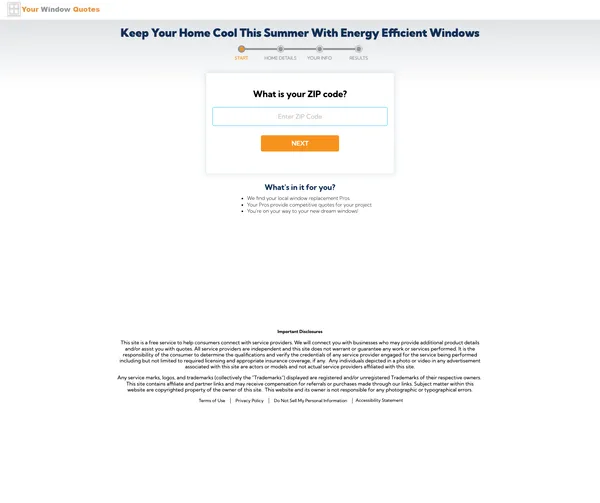 Your Window Quotes
Keep Your Home Cool This Summer With Energy Efficient Windows
START HOME DETAILS YOUR INFO RESULTS
What is your ZIP code?
Enter ZIP Code
NEXT
What's in it for you?
• We find your local window replacement Pros.
• Your Pros provide competitive quotes for your project.
• You're on your way to your new dream windows!
Important Disclosures
This site is a free service to help consumers connect with service providers. We will connect you with businesses who may provide additional product details
and/or assist you with quotes. All service providers are independent and this site does not warrant or guarantee any work or services performed. It is the
responsibility of the consumer to determine the qualifications and verify the credentials of any service provider engaged for the service being performed
including but not limited to required licensing and appropriate insurance coverage, if any. Any individuals depicted in a photo or video in any advertisement
associated with this site are actors or models and not actual service providers affiliated with this site.
Any service marks, logos, and trademarks (collectively the "Trademarks") displayed are registered and/or unregistered Trademarks of their respective owners.
This site contains affiliate and partner links and may receive compensation for referrals or purchases made through our links. Subject matter within this
website are copyrighted property of the owner of this site. This website and its owner is not responsible for any photographic or typographical errors.
Terms of Use | Privacy Policy | Do Not Sell My Personal Information | Accessibility Statement